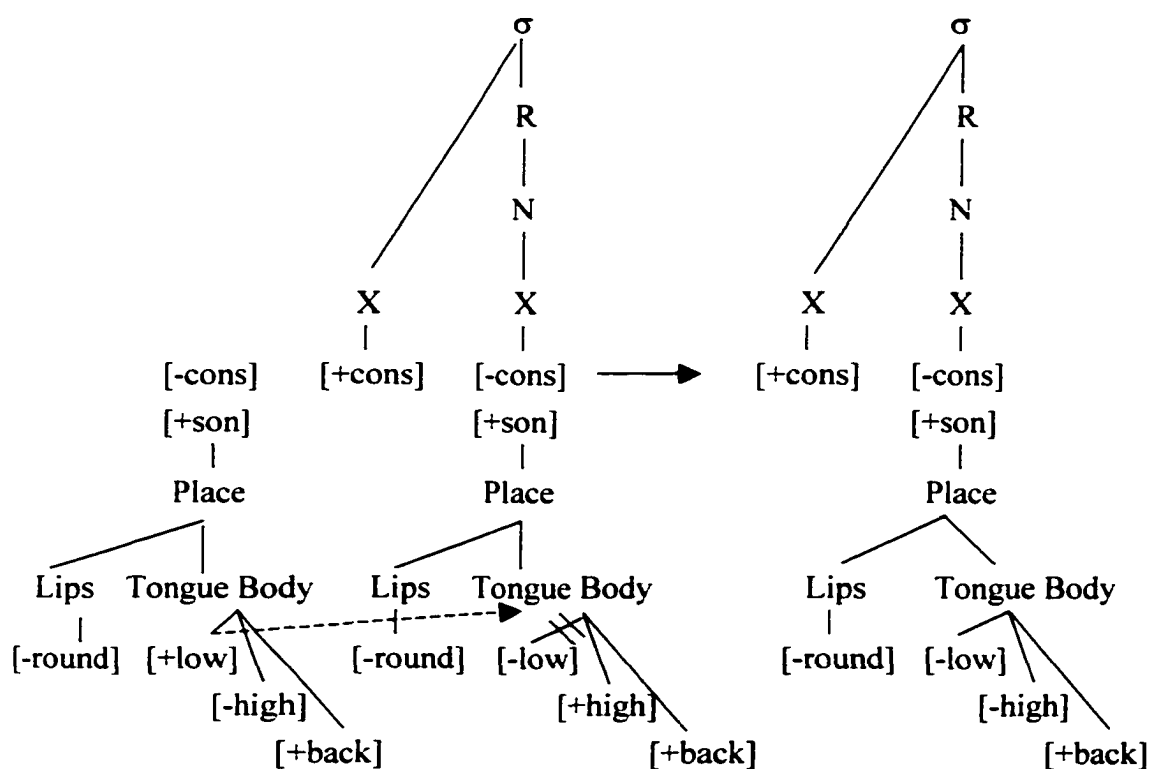 σ σ
R R
N N
X X X X
[-cons] [+cons] [-cons] [+cons] [-cons]
[+son] [+son] [+son]
Place Place Place
Lips Tongue Body Lips Tongue Body Lips Tongue Body
[-round] [+low] [-round] [-low] [-round] [-low]
[-high] [+high] [-high]
[+back] [+back] [+back]